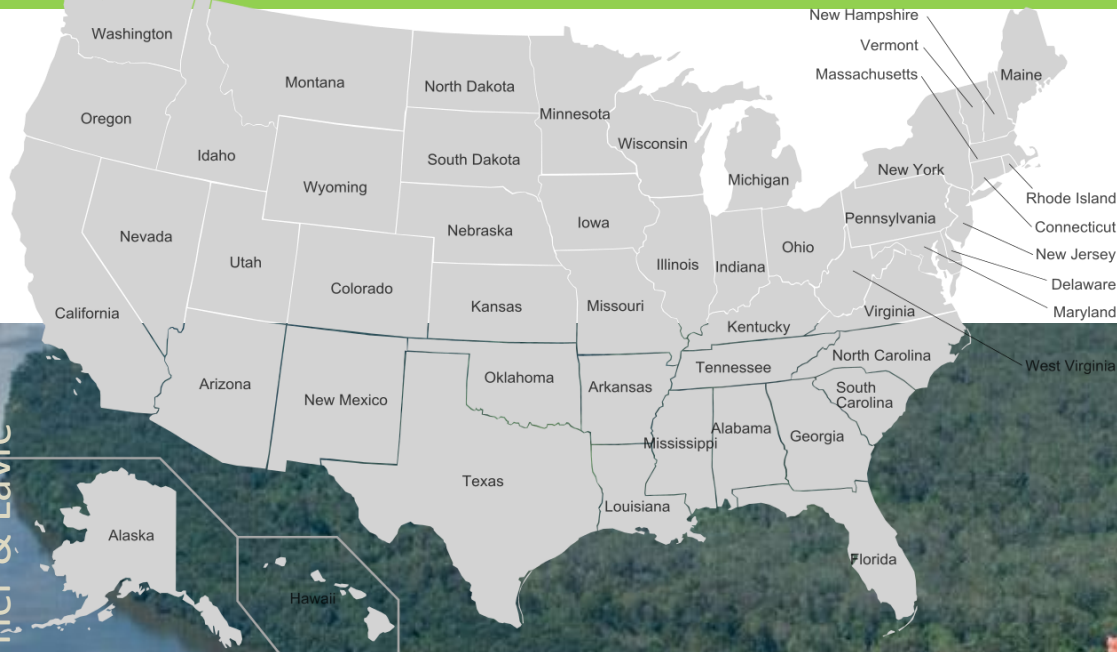 New Hampshire
Washington
Vermont
Massachusetts
Maine
Montana
North Dakota
Minnesota
Oregon
Wisconsin
Idaho
South Dakota
New York
Michigan
Wyoming
Rhode Island
Pennsylvania
Iowa
Connecticut
Nebraska
Nevada
Ohio
New Jersey
Utah
Illinois
Indiana
Delaware
Colorado
Kansas
Missouri
Maryland
California
Virginia
Kentucky
North Carolina
West Virginia
Tennessee
Oklahoma
Arizona
Arkansas
South
Carolina
New Mexico
Alabama
Georgia
Mississippi
Texas
Louisiana
Alaska
Florida
Hawaii
&